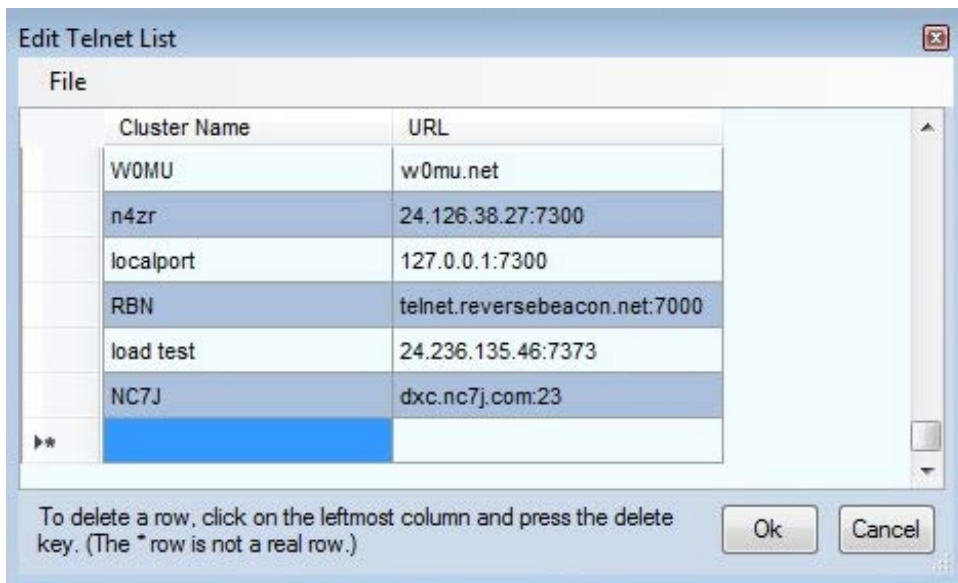 Edit Telnet List
File
Cluster Name URL
W0MU w0mu.net
n4zr 24.126.38.27:7300
localport 127.0.0.1:7300
RBN telnet.reversebeacon.net:7000
load test 24.236.135.46:7373
NC7J dxc.nc7j.com:23
*
To delete a row, click on the leftmost column and press the delete
key. (The * row is not a real row.)
Ok Cancel